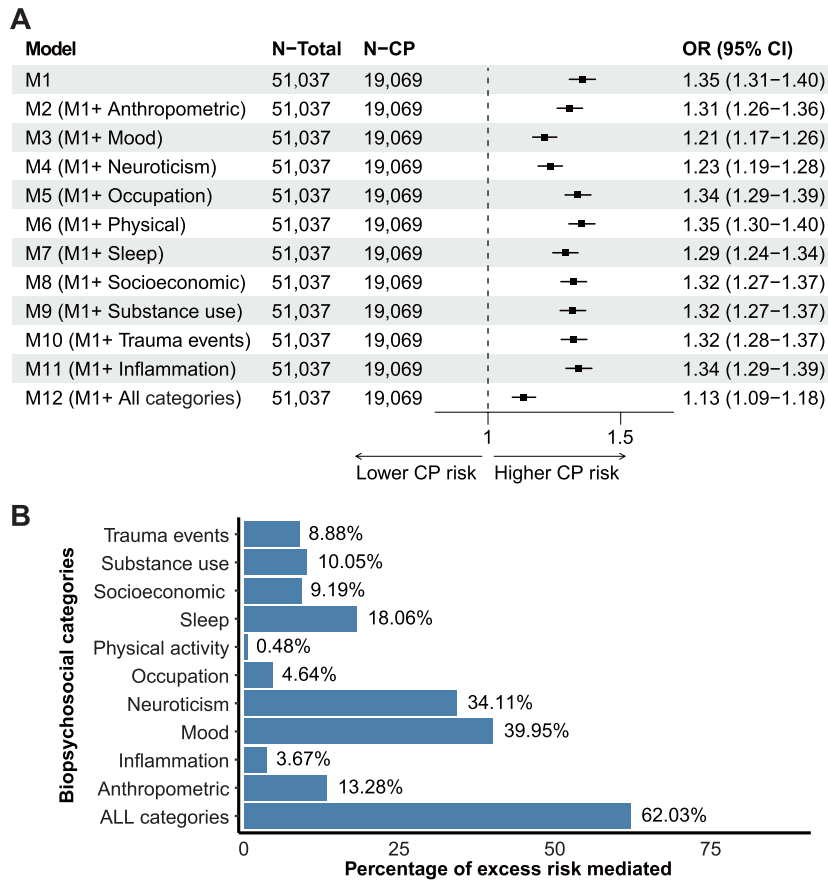 A
Model N−Total N−CP OR (95% CI)
M1 51,037 19,069 1.35 (1.31−1.40)
M2 (M1+ Anthropometric) 51,037 19,069 1.31 (1.26−1.36)
M3 (M1+ Mood) 51,037 19,069 1.21 (1.17−1.26)
M4 (M1+ Neuroticism) 51,037 19,069 1.23 (1.19−1.28)
M5 (M1+ Occupation) 51,037 19,069 1.34 (1.29−1.39)
M6 (M1+ Physical) 51,037 19,069 1.35 (1.30−1.40)
M7 (M1+ Sleep) 51,037 19,069 1.29 (1.24−1.34)
M8 (M1+ Socioeconomic) 51,037 19,069 1.32 (1.27−1.37)
M9 (M1+ Substance use) 51,037 19,069 1.32 (1.27−1.37)
M10 (M1+ Trauma events) 51,037 19,069 1.32 (1.28−1.37)
M11 (M1+ Inflammation) 51,037 19,069 1.34 (1.29−1.39)
M12 (M1+ All categories) 51,037 19,069 1.13 (1.09−1.18)
1 1.5
Lower CP risk Higher CP risk
B
Biopsychosocial categories
Trauma events 8.88%
Substance use 10.05%
Socioeconomic 9.19%
Sleep 18.06%
Physical activity 0.48%
Occupation 4.64%
Neuroticism 34.11%
Mood 39.95%
Inflammation 3.67%
Anthropometric 13.28%
ALL categories 62.03%
0 25 50 75
Percentage of excess risk mediated